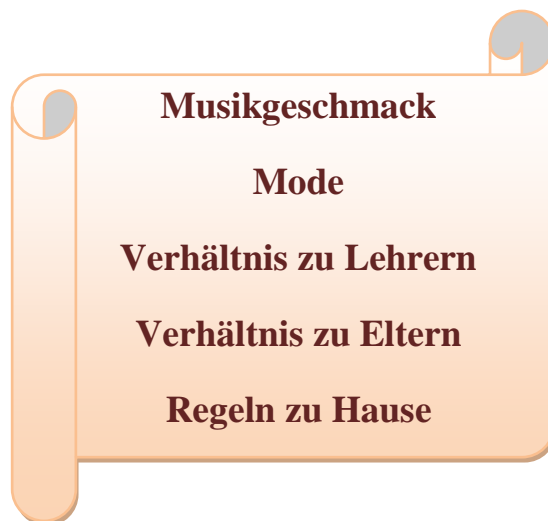 Musikgeschmack
Mode
Verhältnis zu Lehrern
Verhältnis zu Eltern
Regeln zu Hause